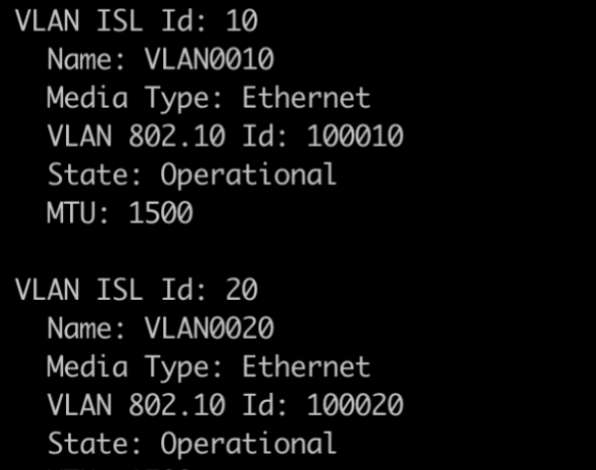 VLAN ISL Id: 10
Name: VLAN0010
Media Type: Ethernet
VLAN 802.10 Id: 100010
State: Operational
MTU: 1500
VLAN ISL Id: 20
Name: VLAN0020
Media Type: Ethernet
VLAN 802.10 Id: 100020
State: Operational